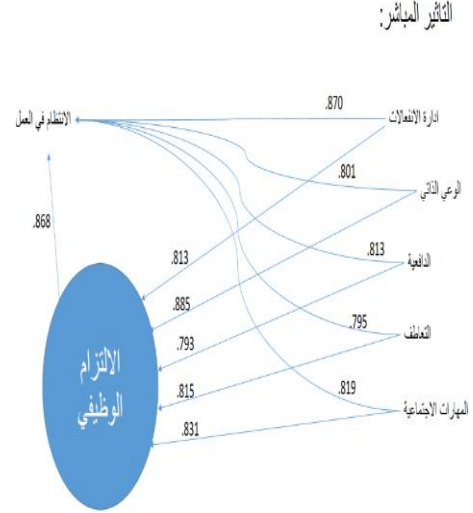 التاثير المباشر:
ادارة الانفعالات
.870
الانتظام في العمل
الوعي الذاتي
.801
.868
.813
الدافعية
.813
.885
.793
التعاطف
.795
.815
المهارات الاجتماعية
.819
.831
الالتزام
الوظيفي